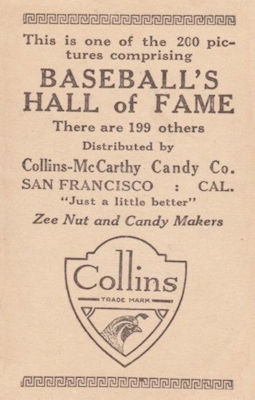 This is one of the 200 pic-
tures comprising
BASEBALL'S
HALL of FAME
There are 199 others
Distributed by
Collins-McCarthy Candy Co.
SAN FRANCISCO : CAL.
"Just a little better"
Zee Nut and Candy Makers
Collins
TRADE MARK